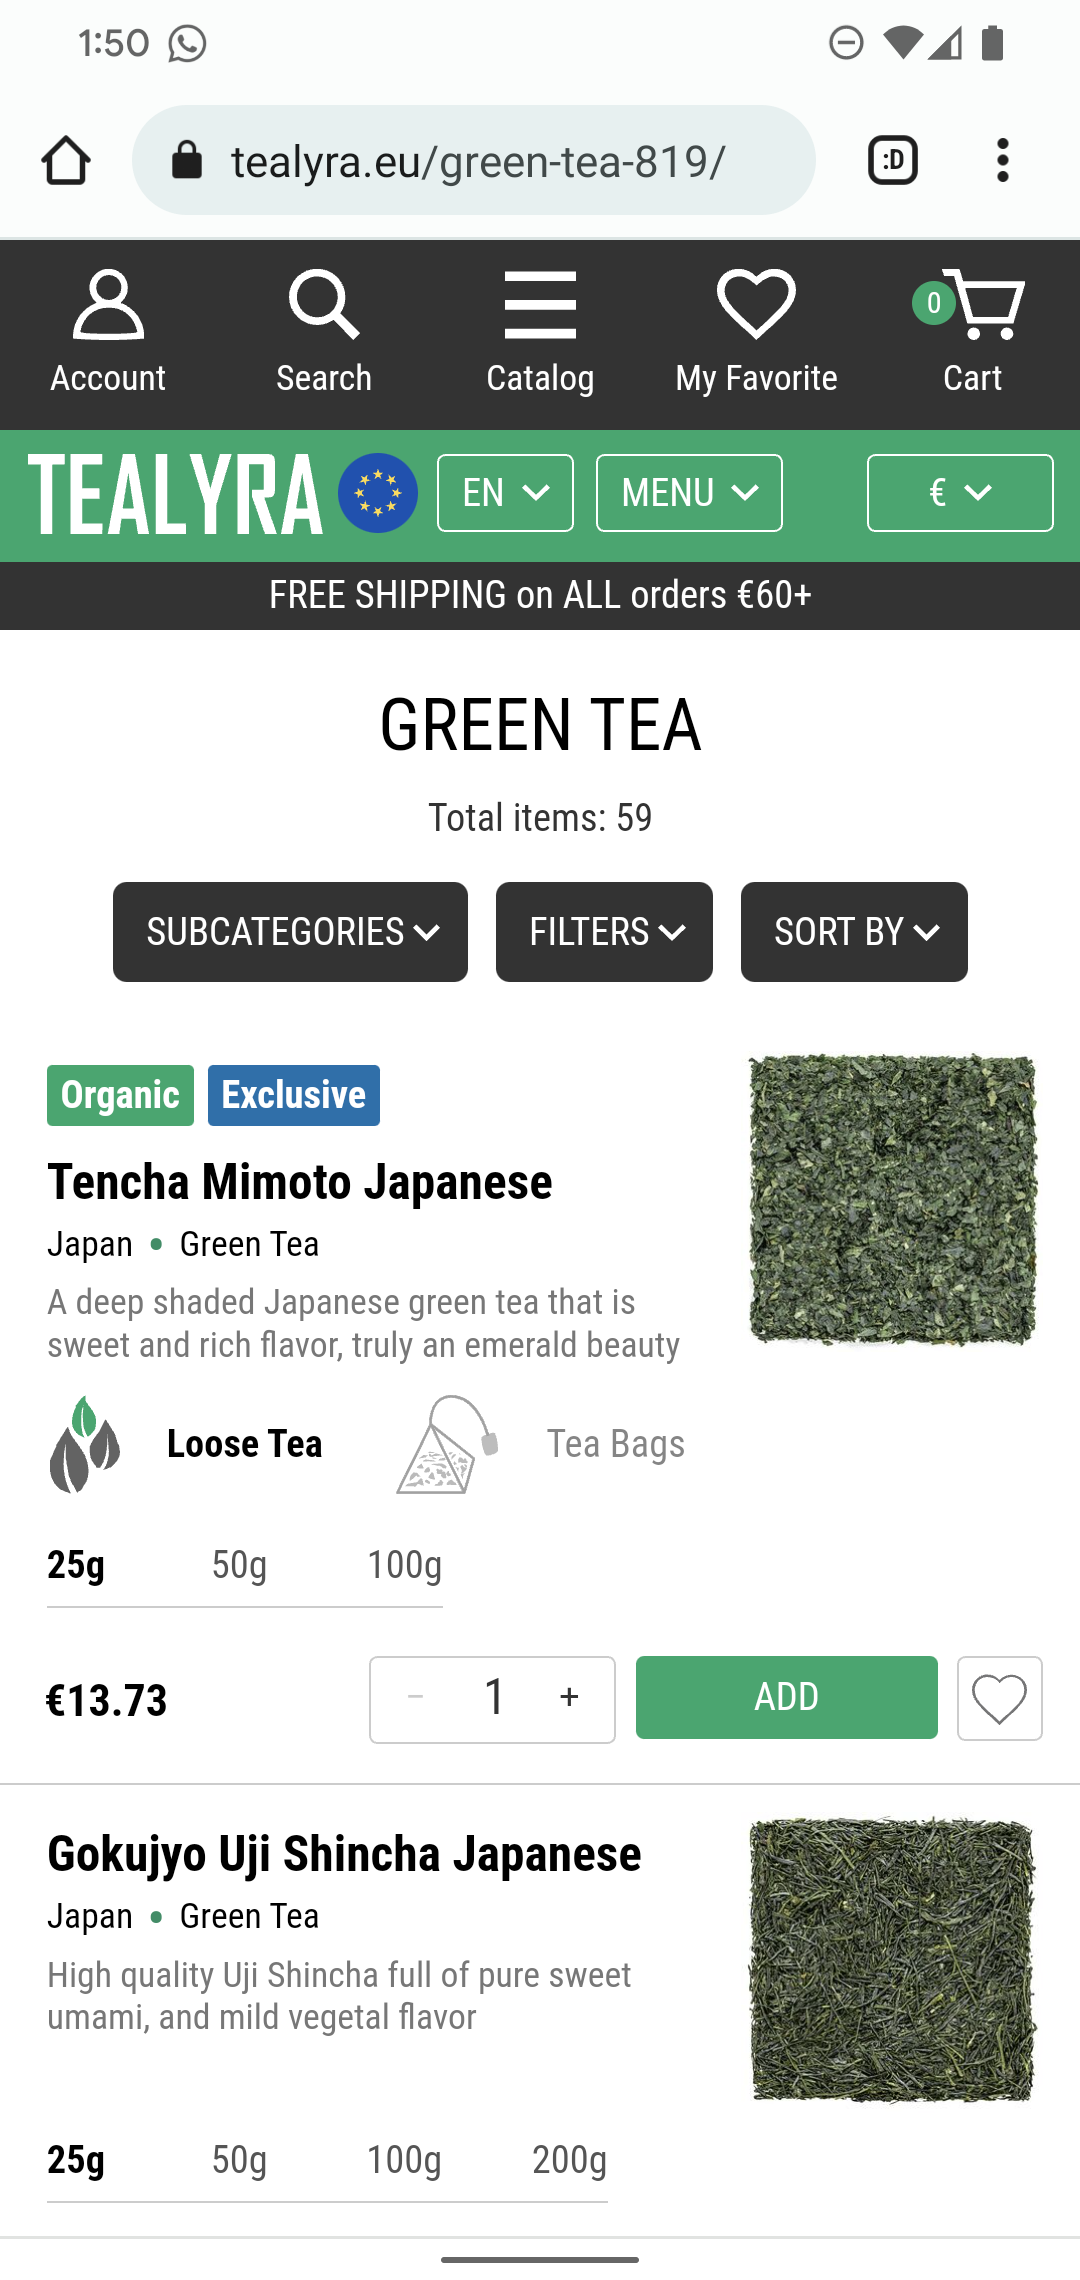 1:50
tealyra.eu/green-tea-819/
:D
Account Search Catalog My Favorite 0 Cart
TEALYRA EN MENU €
FREE SHIPPING on ALL orders €60+
GREEN TEA
Total items: 59
SUBCATEGORIES FILTERS SORT BY
Organic Exclusive
Tencha Mimoto Japanese
Japan • Green Tea
A deep shaded Japanese green tea that is
sweet and rich flavor, truly an emerald beauty
Loose Tea Tea Bags
25g 50g 100g
€13.73 − 1 + ADD
Gokujyo Uji Shincha Japanese
Japan • Green Tea
High quality Uji Shincha full of pure sweet
umami, and mild vegetal flavor
25g 50g 100g 200g